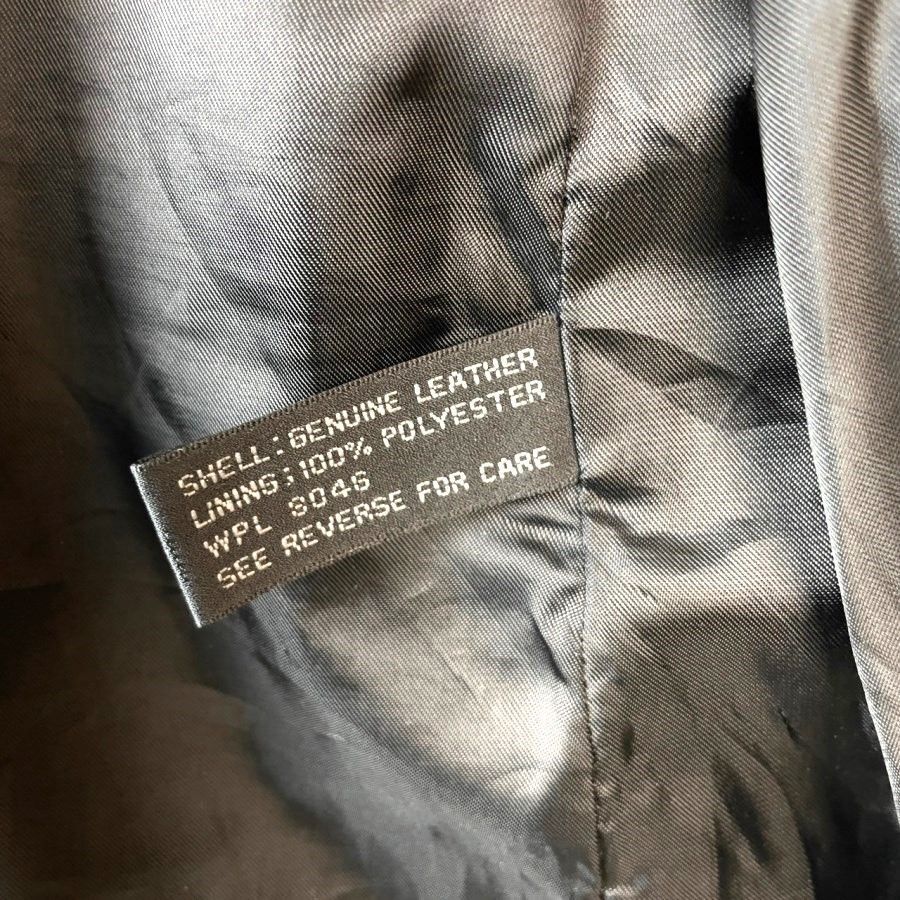 SHELL: GENUINE LEATHER
LINING: 100% POLYESTER
WPL 8046
SEE REVERSE FOR CARE